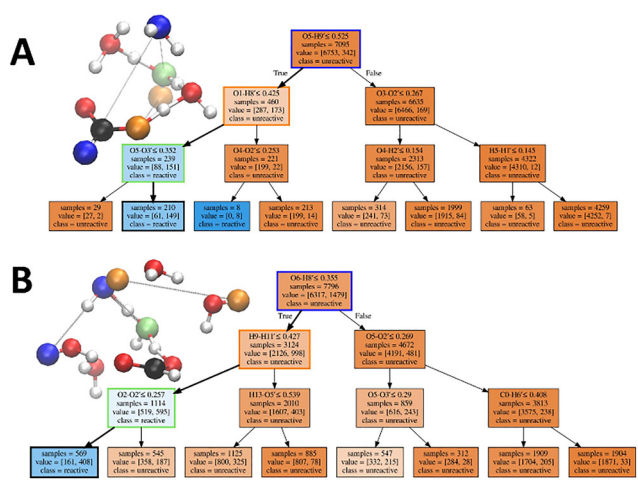 A
O5-H9'≤ 0.525
samples = 7095
value = [6753, 342]
class = unreactive
True
False
O1-H8'≤ 0.425
samples = 460
value = [287, 173]
class = unreactive
O3-O2'≤ 0.267
samples = 6635
value = [6466, 169]
class = unreactive
O5-O3'≤ 0.352
samples = 239
value = [88, 151]
class = reactive
O4-O2'≤ 0.253
samples = 221
value = [199, 22]
class = unreactive
O4-H2'≤ 0.154
samples = 2313
value = [2156, 157]
class = unreactive
H5-H1'≤ 0.145
samples = 4322
value = [4310, 12]
class = unreactive
samples = 29
value = [27, 2]
class = unreactive
samples = 210
value = [61, 149]
class = reactive
samples = 8
value = [0, 8]
class = reactive
samples = 213
value = [199, 14]
class = unreactive
samples = 314
value = [241, 73]
class = unreactive
samples = 1999
value = [1915, 84]
class = unreactive
samples = 63
value = [58, 5]
class = unreactive
samples = 4259
value = [4252, 7]
class = unreactive
B
O6-H8'≤ 0.355
samples = 7796
value = [6317, 1479]
class = unreactive
True
False
H9-H11'≤ 0.427
samples = 3124
value = [2126, 998]
class = unreactive
O5-O2'≤ 0.269
samples = 4672
value = [4191, 481]
class = unreactive
O2-O2'≤ 0.257
samples = 1114
value = [519, 595]
class = reactive
H13-O5'≤ 0.539
samples = 2010
value = [1607, 403]
class = unreactive
O5-O3'≤ 0.29
samples = 859
value = [616, 243]
class = unreactive
C0-H6'≤ 0.408
samples = 3813
value = [3575, 238]
class = unreactive
samples = 569
value = [161, 408]
class = reactive
samples = 545
value = [358, 187]
class = unreactive
samples = 1125
value = [800, 325]
class = unreactive
samples = 885
value = [807, 78]
class = unreactive
samples = 547
value = [332, 215]
class = unreactive
samples = 312
value = [284, 28]
class = unreactive
samples = 1909
value = [1704, 205]
class = unreactive
samples = 1904
value = [1871, 33]
class = unreactive